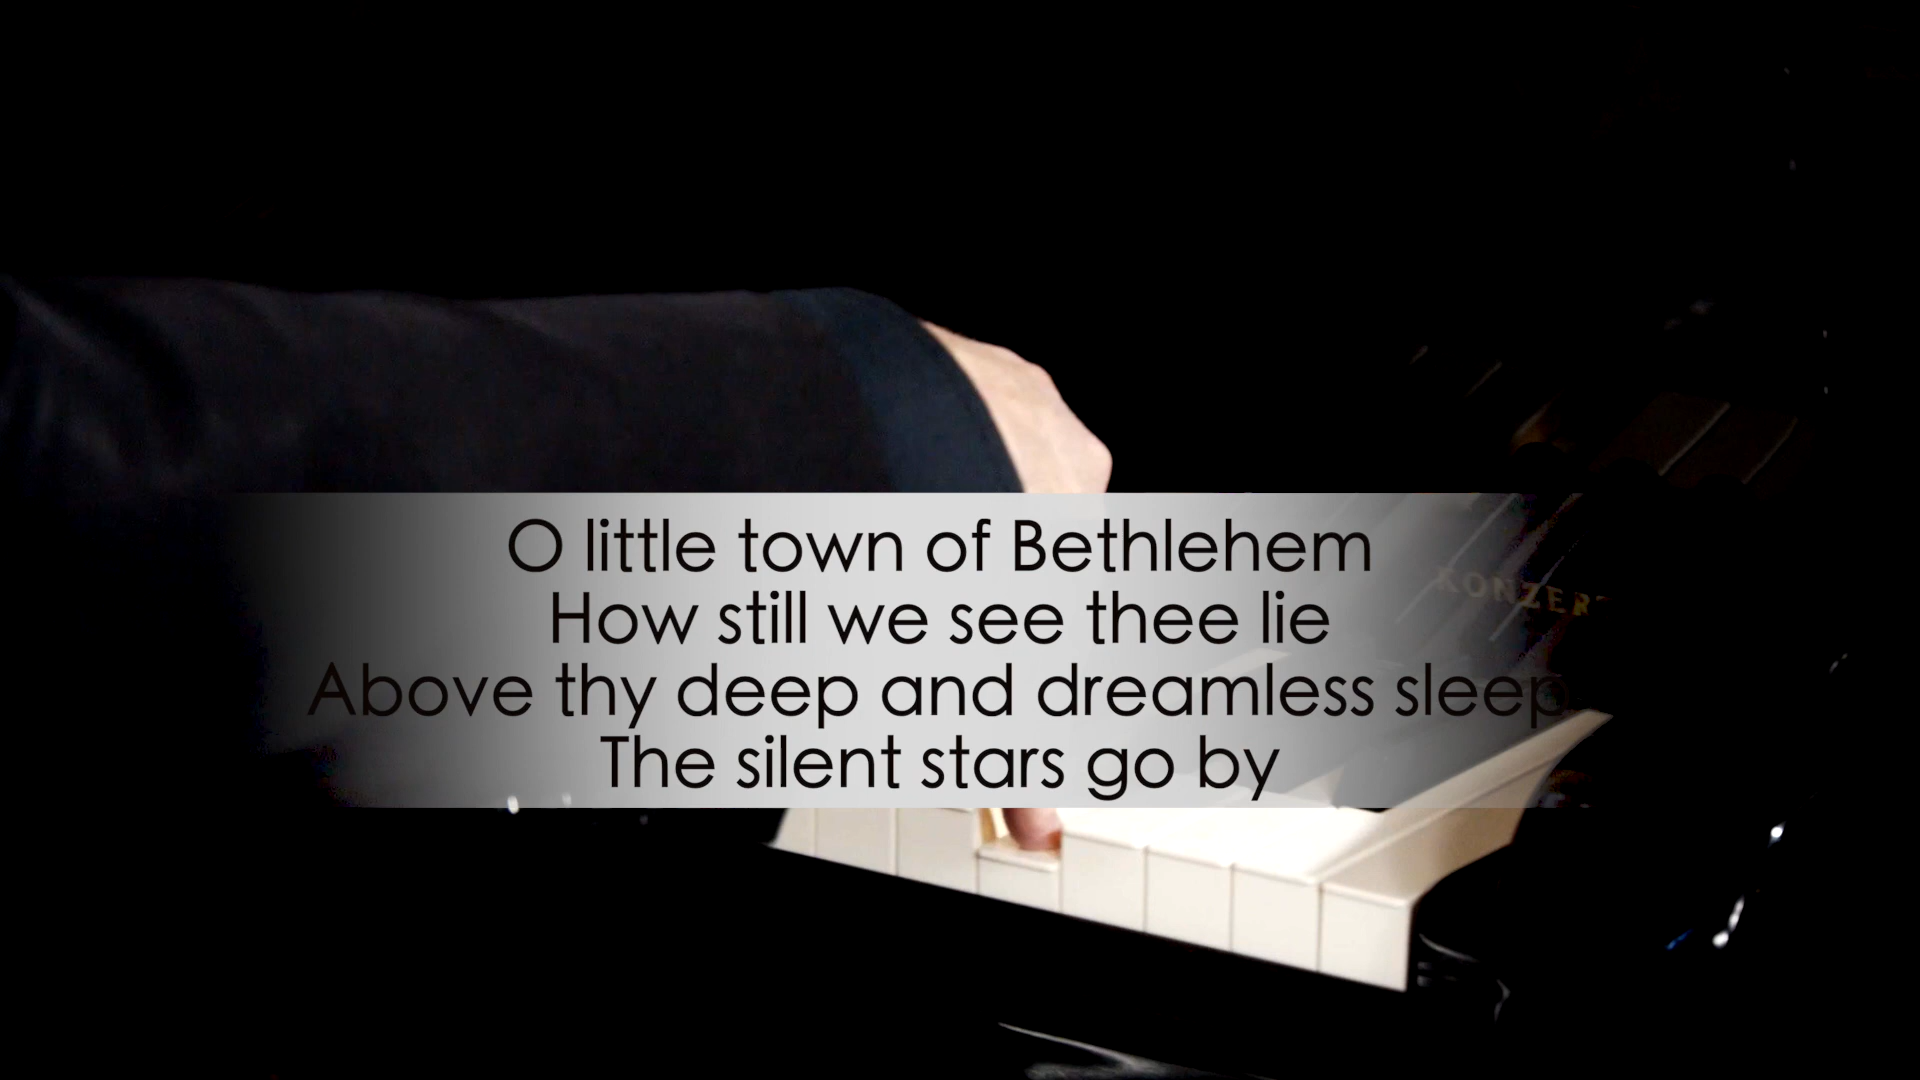 O little town of Bethlehem
How still we see thee lie
Above thy deep and dreamless sleep
The silent stars go by
KONZER